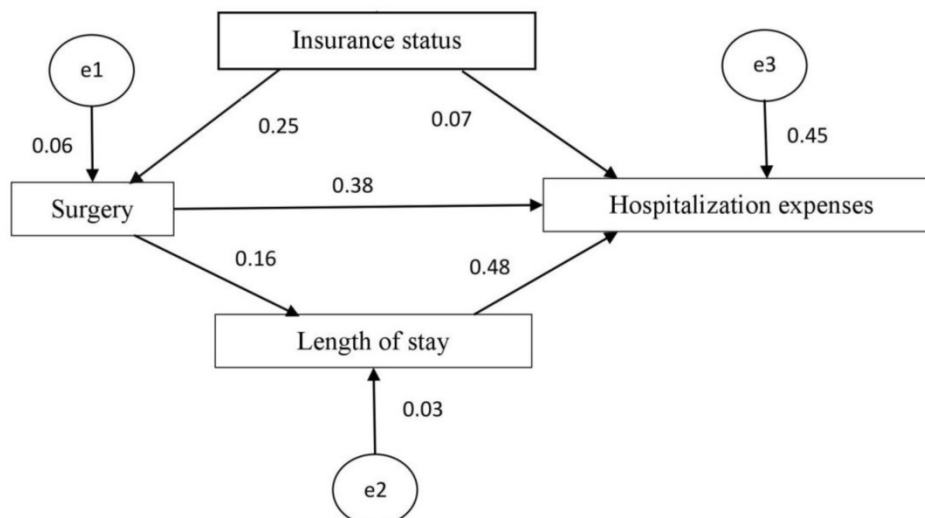 Insurance status
e1
e3
0.06
0.25
0.07
0.45
Surgery
0.38
Hospitalization expenses
0.16
0.48
Length of stay
0.03
e2